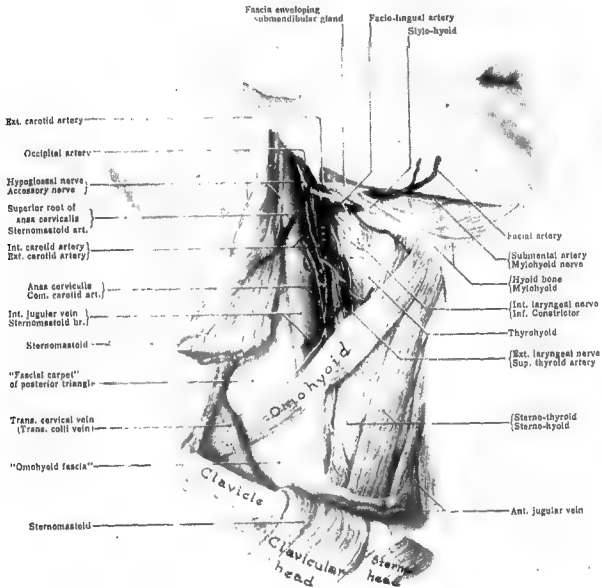 Fascia enveloping
submandibular gland
Facio-lingual artery
Stylo-hyoid
Ext. carotid artery
Occipital artery
Hypoglossal nerve
Accessory nerve
Superior root of
ansa cervicalis
Sternomastoid art.
Int. carotid artery
Ext. carotid artery
Ansa cervicalis
Com. carotid art.
Int. jugular vein
Sternomastoid br.
Sternomastoid
"Fascial carpet"
of posterior triangle
Trans. cervical vein
(Trans. colli vein)
"Omohyoid fascia"
Sternomastoid
Facial artery
Submental artery
Mylohyoid nerve
Hyoid bone
Mylohyoid
Int. laryngeal nerve
Inf. Constrictor
Thyrohyoid
Ext. laryngeal nerve
Sup. thyroid artery
Sterno-thyroid
Sterno-hyoid
Ant. jugular vein
Omohyoid
Clavicle
Clavicular
head
Sternal
head